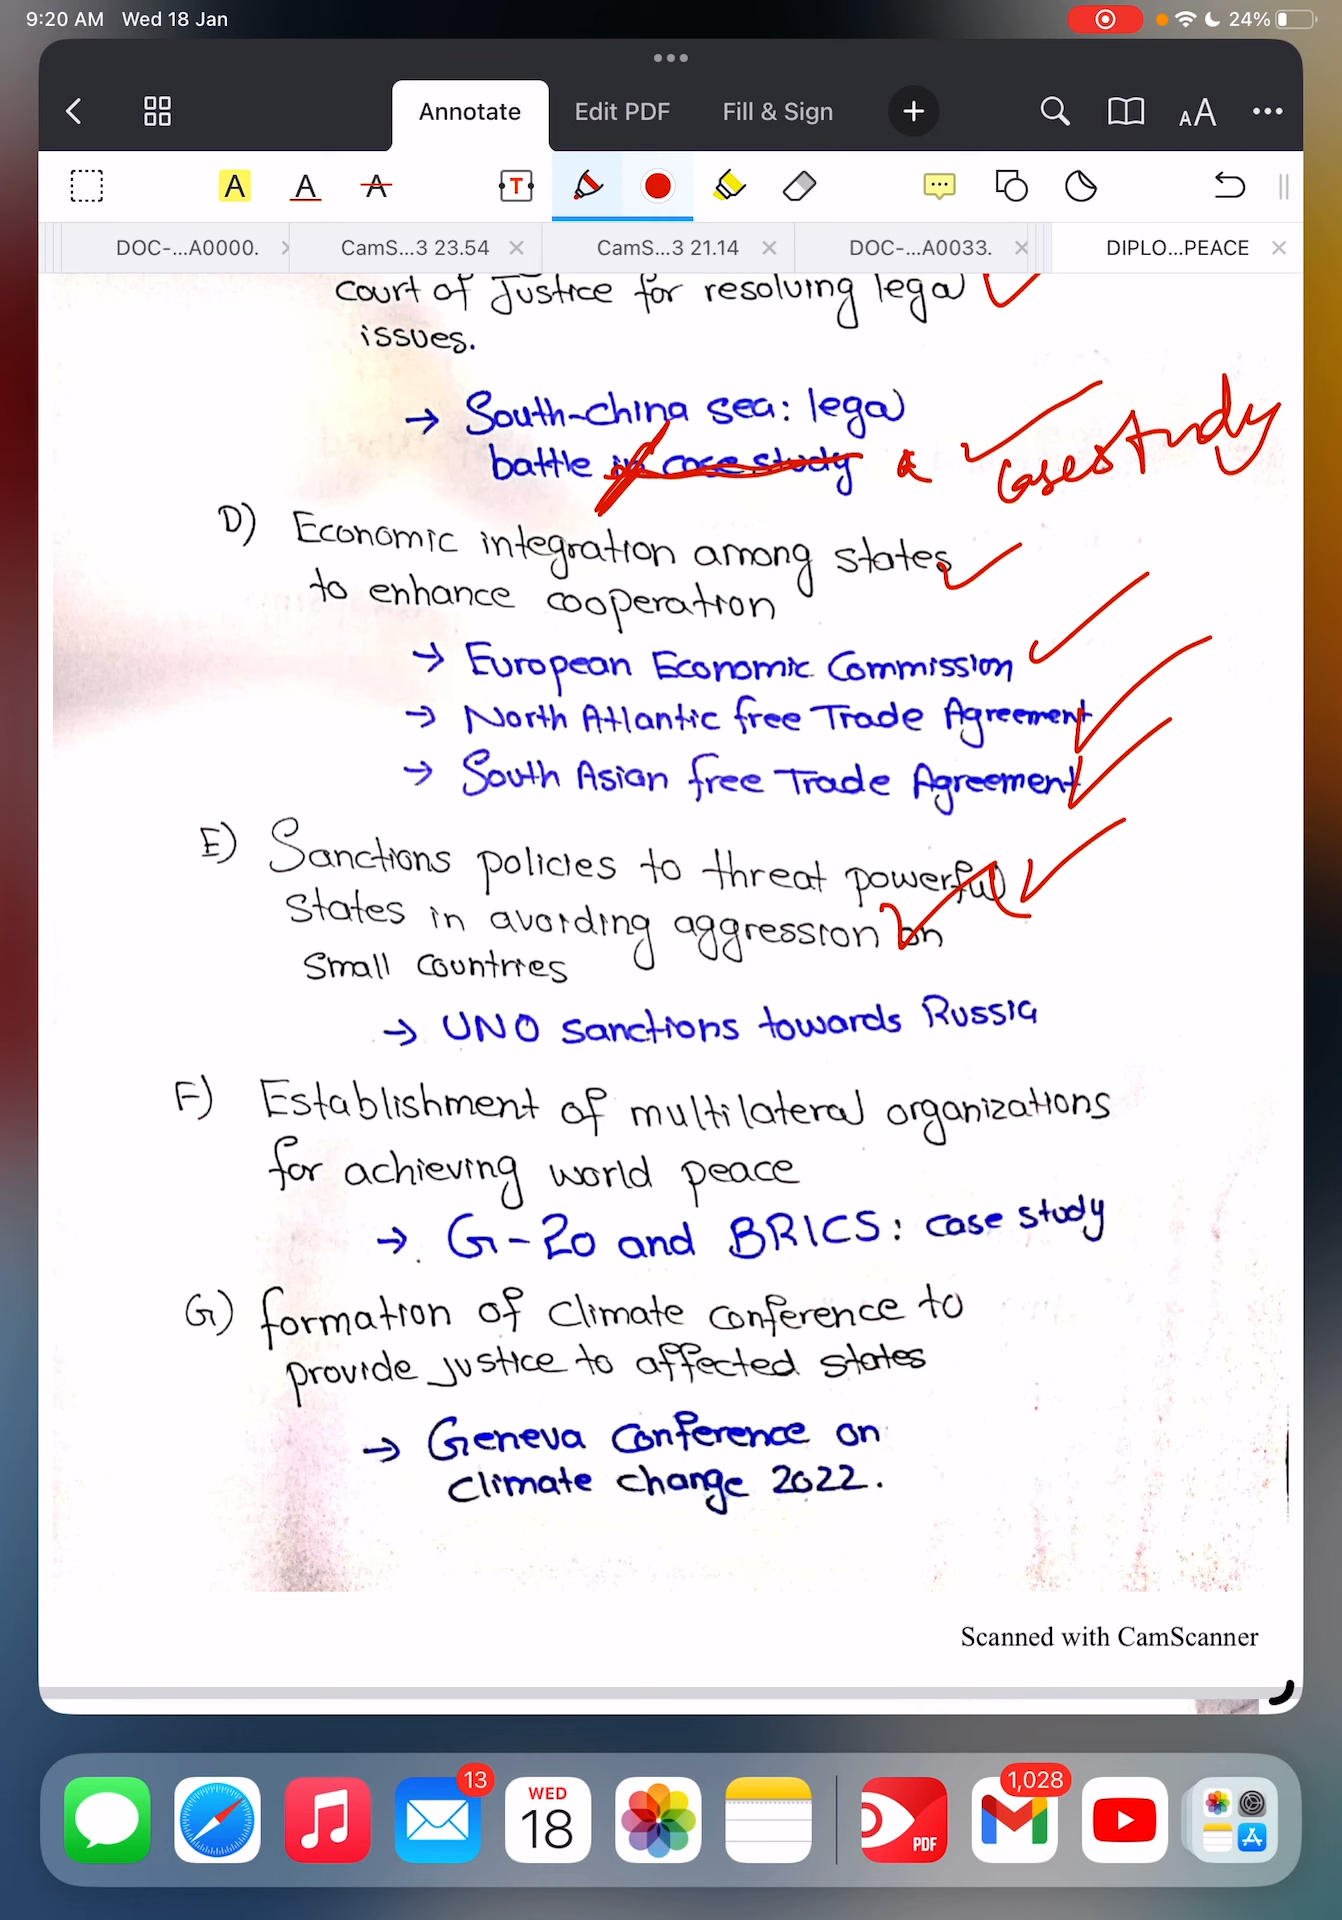 9:20 AM Wed 18 Jan
24%
Annotate
Edit PDF
Fill & Sign
AA
A
A
A
T
DOC-...A0000.
CamS...3 23.54
CamS...3 21.14
DOC-...A0033.
DIPLO...PEACE
court of Justice for resolving legal
issues.
→ South-china sea: legal
battle case study a case study
D) Economic integration among states
to enhance cooperation
→ European Economic Commission
→ North Atlantic free Trade Agreement
→ South Asian free Trade Agreement
E) Sanctions policies to threat powerful
states in avoiding aggression on
small countries
→ UNO sanctions towards Russia
F) Establishment of multilateral organizations
for achieving world peace
→ G-20 and BRICS: case study
G) formation of climate conference to
provide justice to affected states
→ Geneva Conference on
climate change 2022.
Scanned with CamScanner
13
WED
18
PDF
1,028